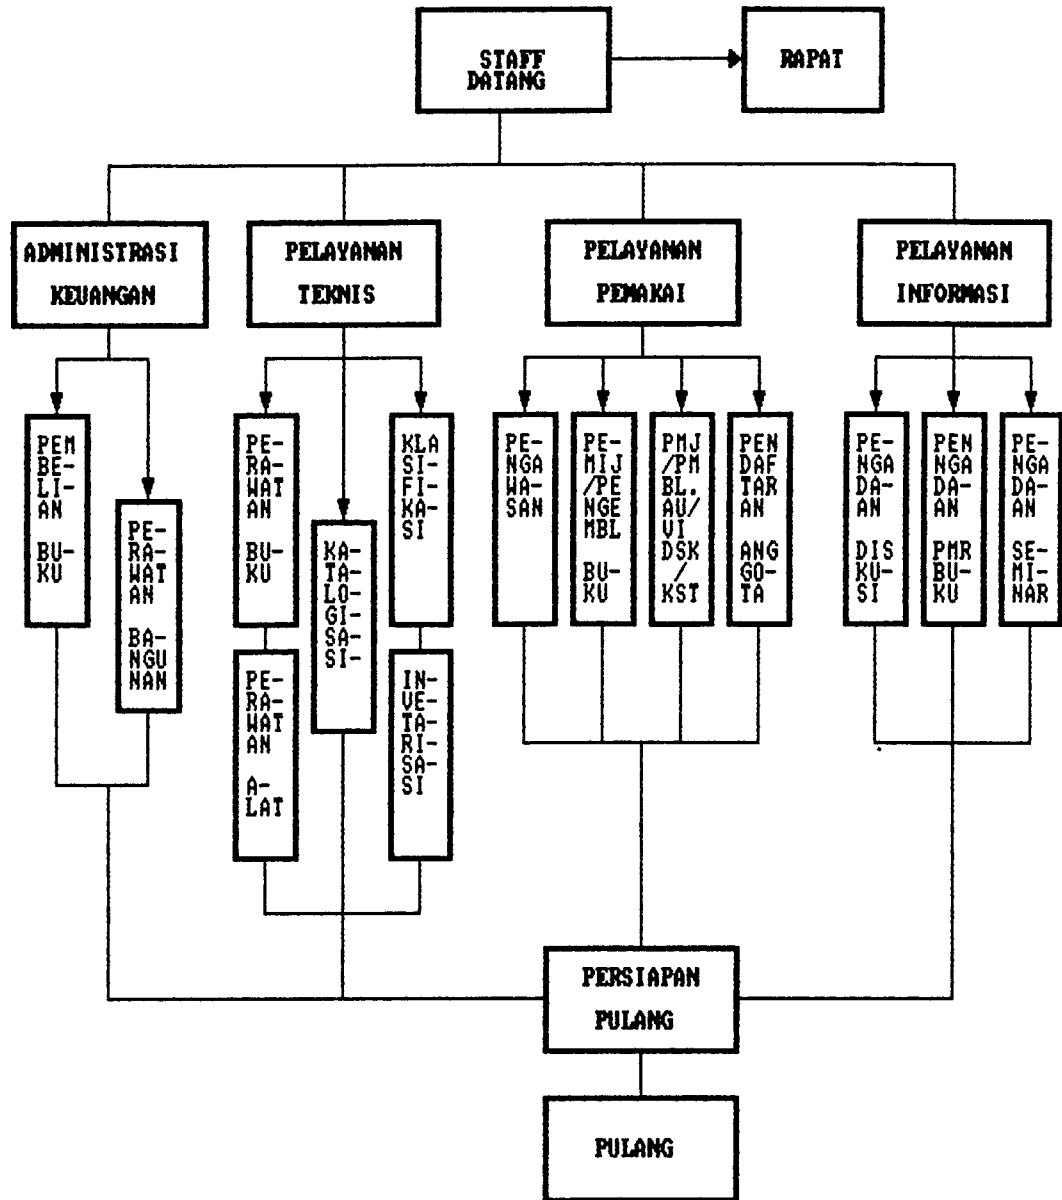 STAFF
DATANG
RAPAT
ADMINISTRASI
KEUANGAN
PELAYANAN
TEKNIS
PELAYANAN
PEMAKAI
PELAYANAN
INFORMASI
PEM
BE-
LI-
AN
BU-
KU
PE-
RA-
WAT
AN
BA-
NGU
NAN
PE-
RA-
WAT
AN
BU-
KU
PE-
RA-
WAT
AN
A-
LAT
KA-
TA-
LO-
GI-
SA-
SI-
KLA
SI-
FI-
KA-
SI
IN-
VE-
TA-
RI-
SA-
SI
PE-
NGA
WA-
SAN
PE-
MIJ
/PE
NGE
MBL
BU-
KU
PMJ
/PM
BL.
AU/
VI
DSK
/
KST
PEN
DAF
TAR
AN
ANG
GO-
TA
PE-
NGA
DA-
AN
DIS
KU-
SI
PEN
NGA
DA-
AN
PMR
BU-
KU
PE-
NGA
DA-
AN
SE-
MI-
NAR
PERSIAPAN
PULANG
PULANG